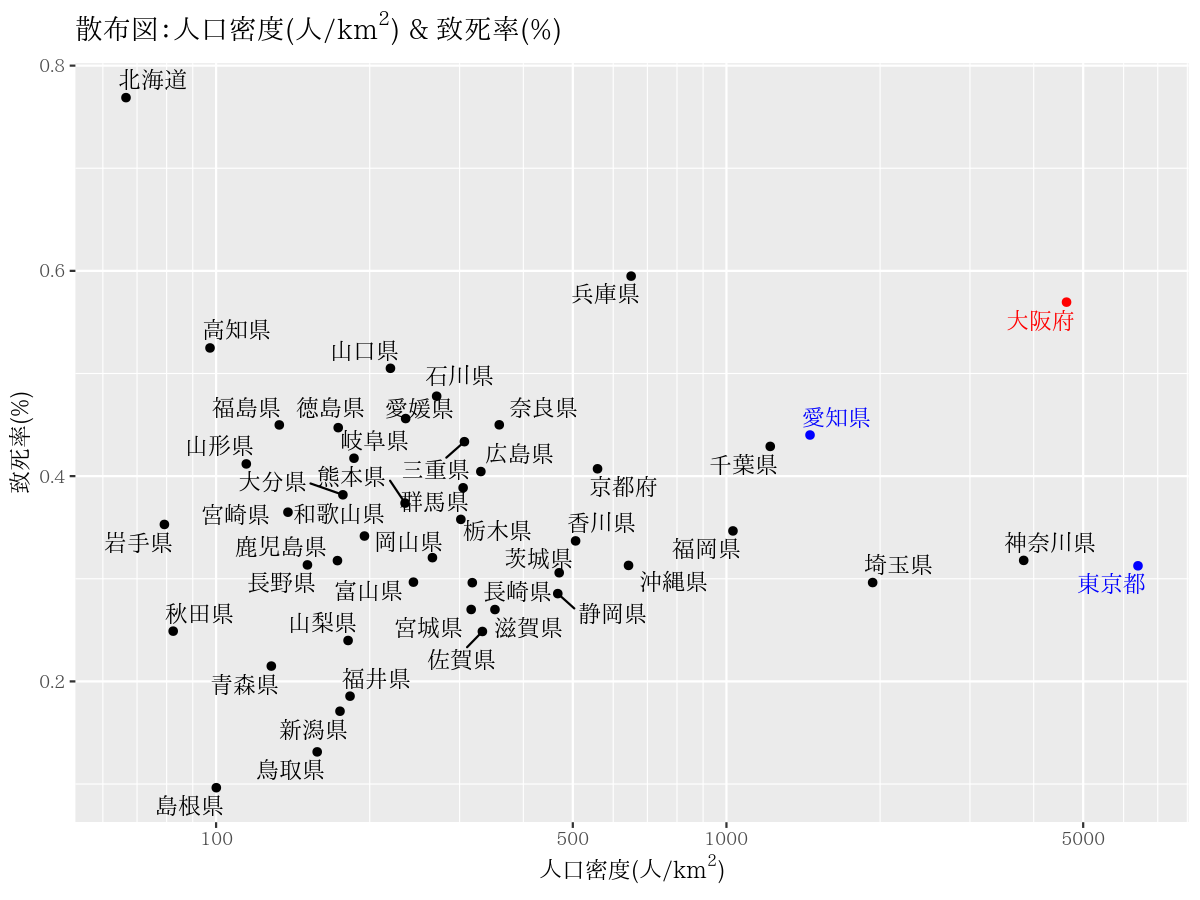 散布図:人口密度(人/km²) & 致死率(%)
0.8
北海道
0.6
兵庫県
大阪府
高知県
山口県
石川県
福島県 徳島県 愛媛県 奈良県
愛知県
山形県 岐阜県
三重県 広島県
千葉県
0.4
大分県 熊本県
京都府
群馬県
宮崎県 和歌山県
栃木県 香川県
岩手県 鹿児島県 岡山県
福岡県 神奈川県
茨城県 埼玉県
長野県 富山県 長崎県 沖縄県 東京都
秋田県 山梨県 宮城県 滋賀県 静岡県
佐賀県
0.2
青森県 福井県
新潟県
鳥取県
島根県
致死率(%)
100 500 1000 5000
人口密度(人/km²)